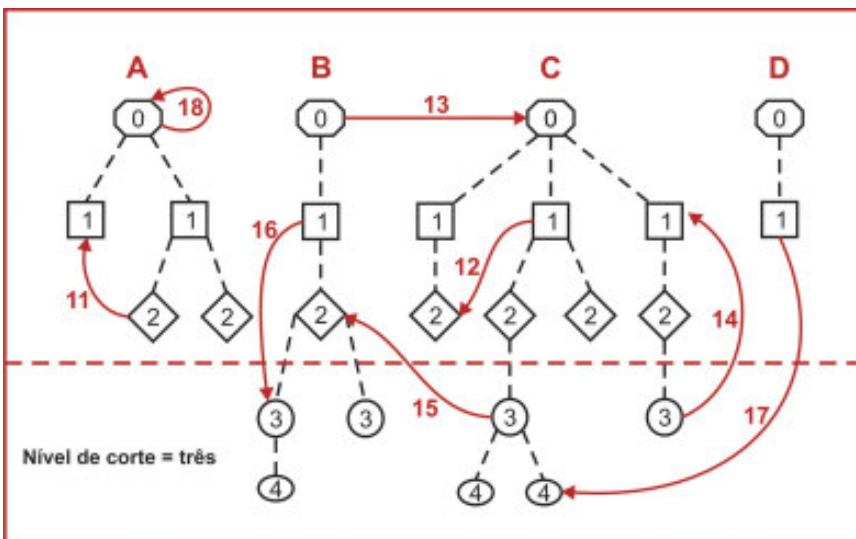 A B C D
0 18 0 13 0 0
1 1 16 1 1 12 1 1 1
11 2 2 2 2 2 2 2 14
15 17
3 3 3 3
Nível de corte = três
4 4 4